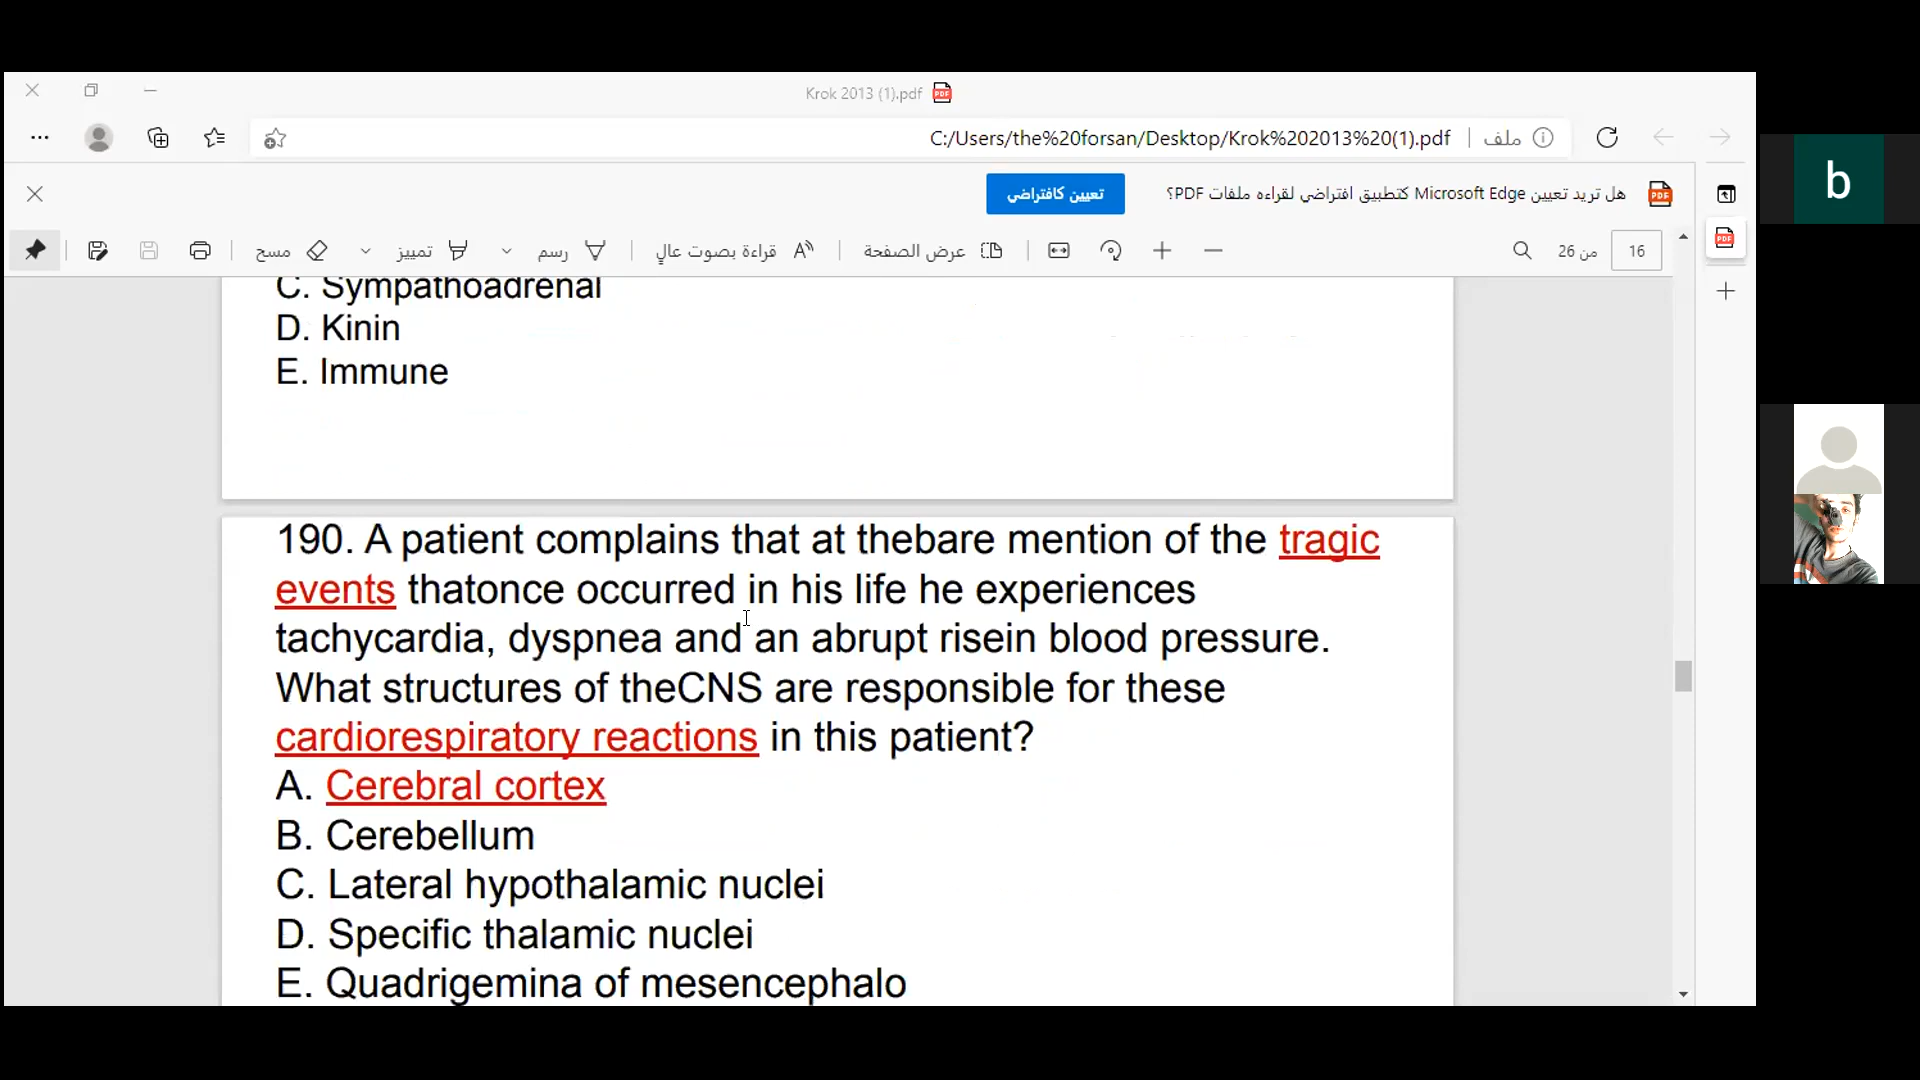 Krok 2013 (1).pdf
C:/Users/the%20forsan/Desktop/Krok%202013%20(1).pdf
ملف
هل تريد تعيين Microsoft Edge كتطبيق افتراضي لقراءه ملفات PDF؟
تعيين كافتراضي
16
من 26
عرض الصفحة
قراءة بصوت عالٍ
رسم
تمييز
مسح
C. Sympathoadrenal
D. Kinin
E. Immune
190. A patient complains that at thebare mention of the tragic
events thatonce occurred in his life he experiences
tachycardia, dyspnea and an abrupt risein blood pressure.
What structures of theCNS are responsible for these
cardiorespiratory reactions in this patient?
A. Cerebral cortex
B. Cerebellum
C. Lateral hypothalamic nuclei
D. Specific thalamic nuclei
E. Quadrigemina of mesencephalo
b